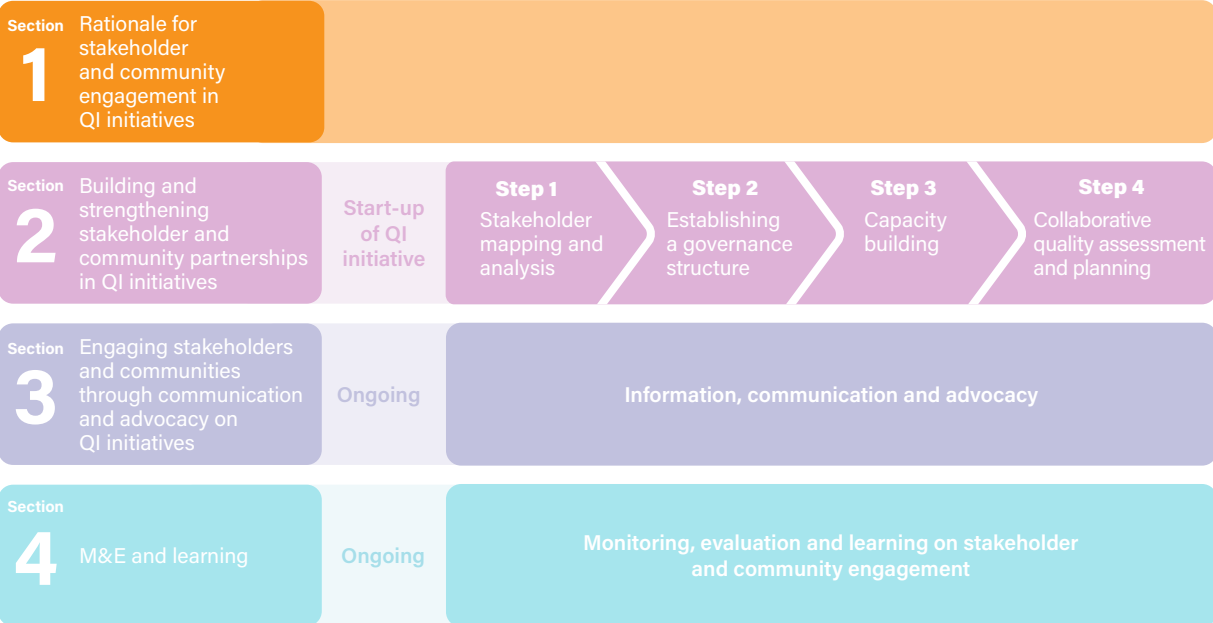 Section
1
Rationale for
stakeholder
and community
engagement in
QI initiatives
Section
2
Building and
strengthening
stakeholder and
community partnerships
in QI initiatives
Start-up
of QI
initiative
Step 1
Stakeholder
mapping and
analysis
Step 2
Establishing
a governance
structure
Step 3
Capacity
building
Step 4
Collaborative
quality assessment
and planning
Section
3
Engaging stakeholders
and communities
through communication
and advocacy on
QI initiatives
Ongoing
Information, communication and advocacy
Section
4
M&E and learning
Ongoing
Monitoring, evaluation and learning on stakeholder
and community engagement